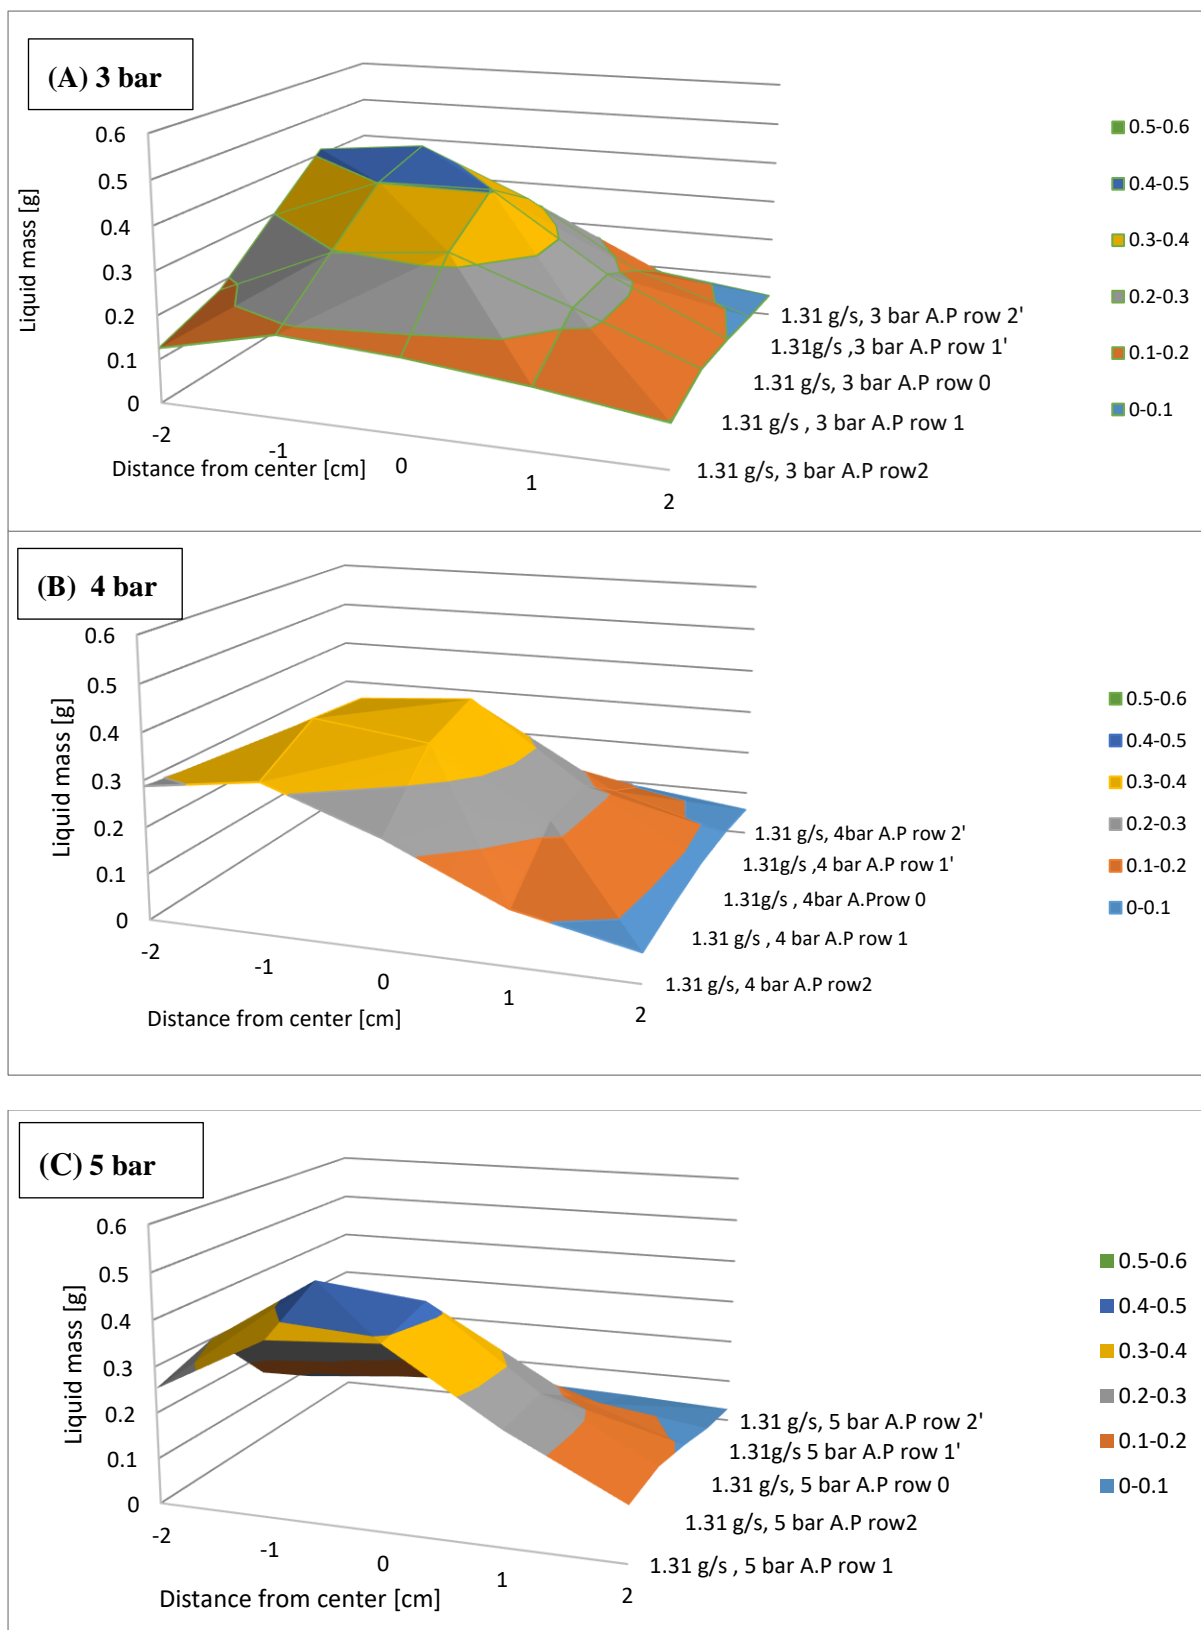 (A) 3 bar
Liquid mass [g]
0.6
0.5
0.4
0.3
0.2
0.1
0
-2
-1
0
1
2
Distance from center [cm]
1.31 g/s, 3 bar A.P row 2'
1.31g/s ,3 bar A.P row 1'
1.31 g/s, 3 bar A.P row 0
1.31 g/s , 3 bar A.P row 1
1.31 g/s, 3 bar A.P row2
0.5-0.6
0.4-0.5
0.3-0.4
0.2-0.3
0.1-0.2
0-0.1
(B) 4 bar
Liquid mass [g]
0.6
0.5
0.4
0.3
0.2
0.1
0
-2
-1
0
1
2
Distance from center [cm]
1.31 g/s, 4bar A.P row 2'
1.31g/s ,4 bar A.P row 1'
1.31g/s , 4bar A.Prow 0
1.31 g/s , 4 bar A.P row 1
1.31 g/s, 4 bar A.P row2
0.5-0.6
0.4-0.5
0.3-0.4
0.2-0.3
0.1-0.2
0-0.1
(C) 5 bar
Liquid mass [g]
0.6
0.5
0.4
0.3
0.2
0.1
0
-2
-1
0
1
2
Distance from center [cm]
1.31 g/s, 5 bar A.P row 2'
1.31g/s 5 bar A.P row 1'
1.31 g/s, 5 bar A.P row 0
1.31 g/s, 5 bar A.P row2
1.31 g/s , 5 bar A.P row 1
0.5-0.6
0.4-0.5
0.3-0.4
0.2-0.3
0.1-0.2
0-0.1